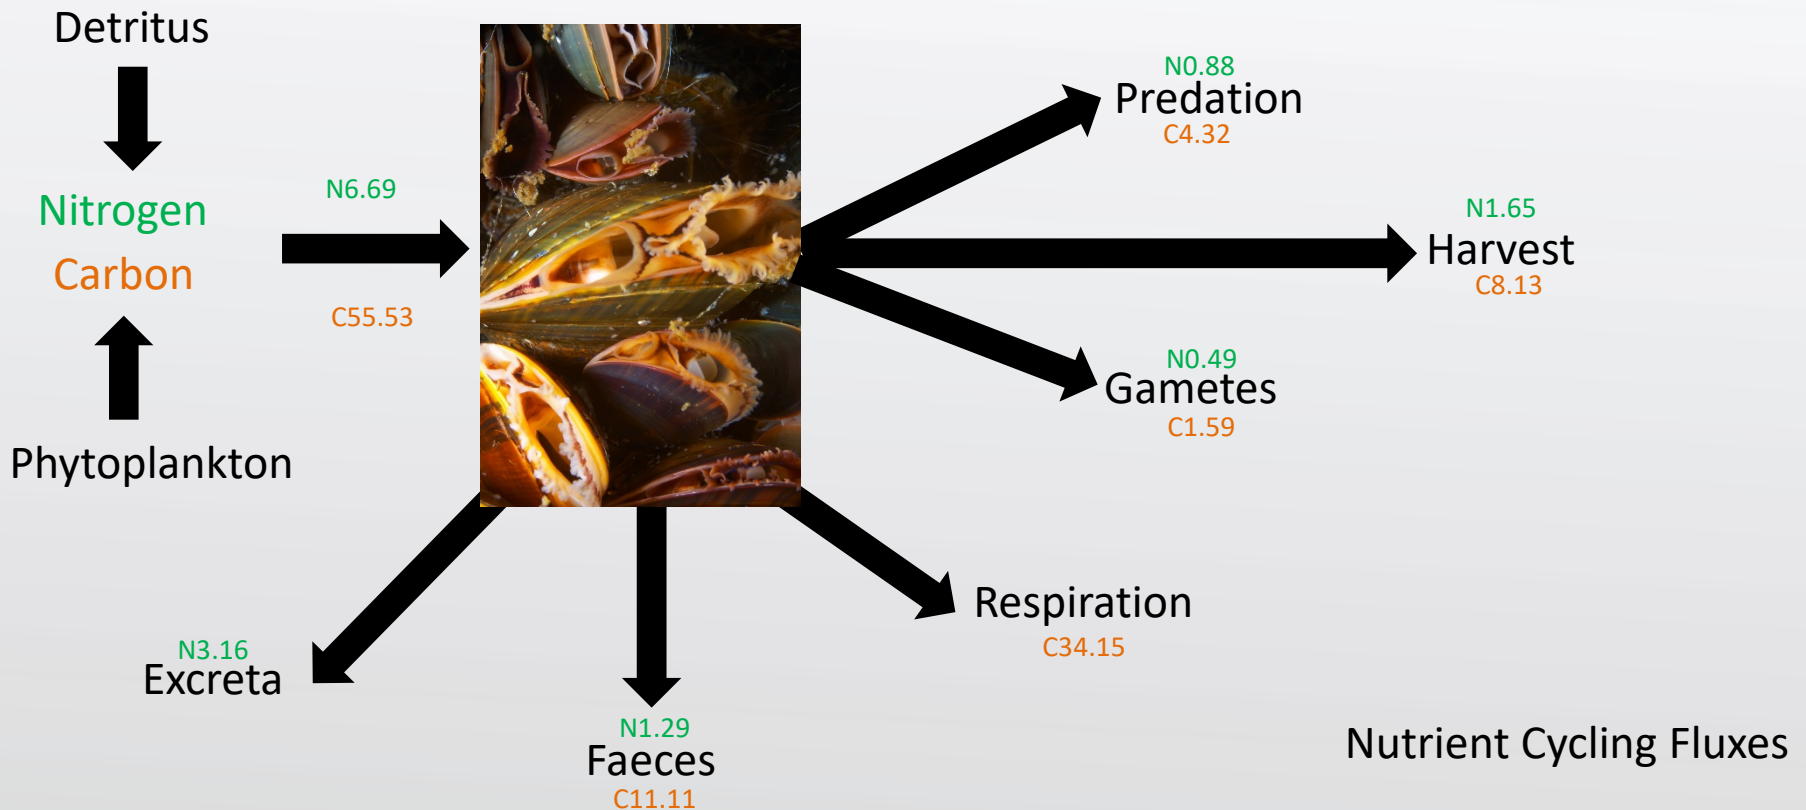 Detritus
Nitrogen
Carbon
Phytoplankton
N6.69
C55.53
N0.88
Predation
C4.32
N1.65
Harvest
C8.13
N0.49
Gametes
C1.59
Respiration
C34.15
N3.16
Excreta
N1.29
Faeces
C11.11
Nutrient Cycling Fluxes